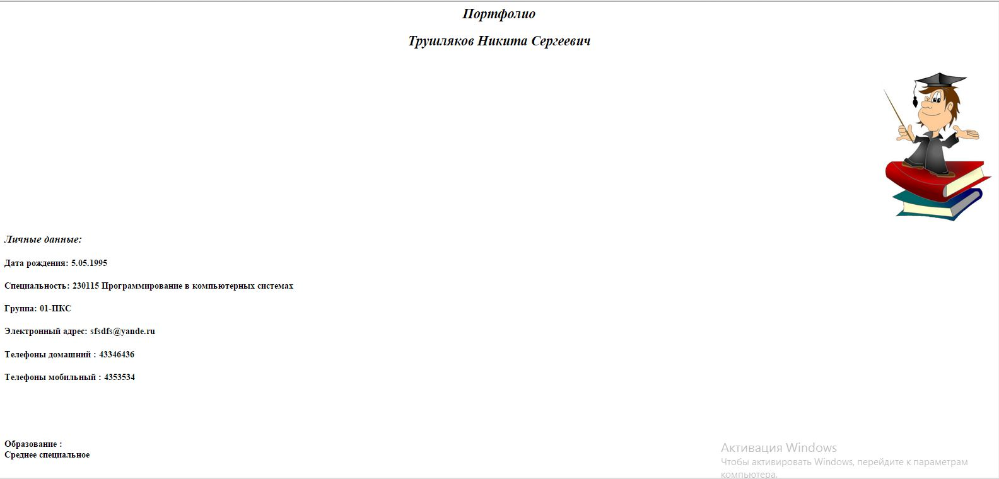 Портфолио
Трушляков Никита Сергеевич
Личные данные:
Дата рождения: 5.05.1995
Специальность: 230115 Программирование в компьютерных системах
Группа: 01-ПКС
Электронный адрес: sfsdfs@yande.ru
Телефоны домашний : 43346436
Телефоны мобильный : 4353534
Образование :
Среднее специальное
Активация Windows
Чтобы активировать Windows, перейдите к параметрам
компьютера.